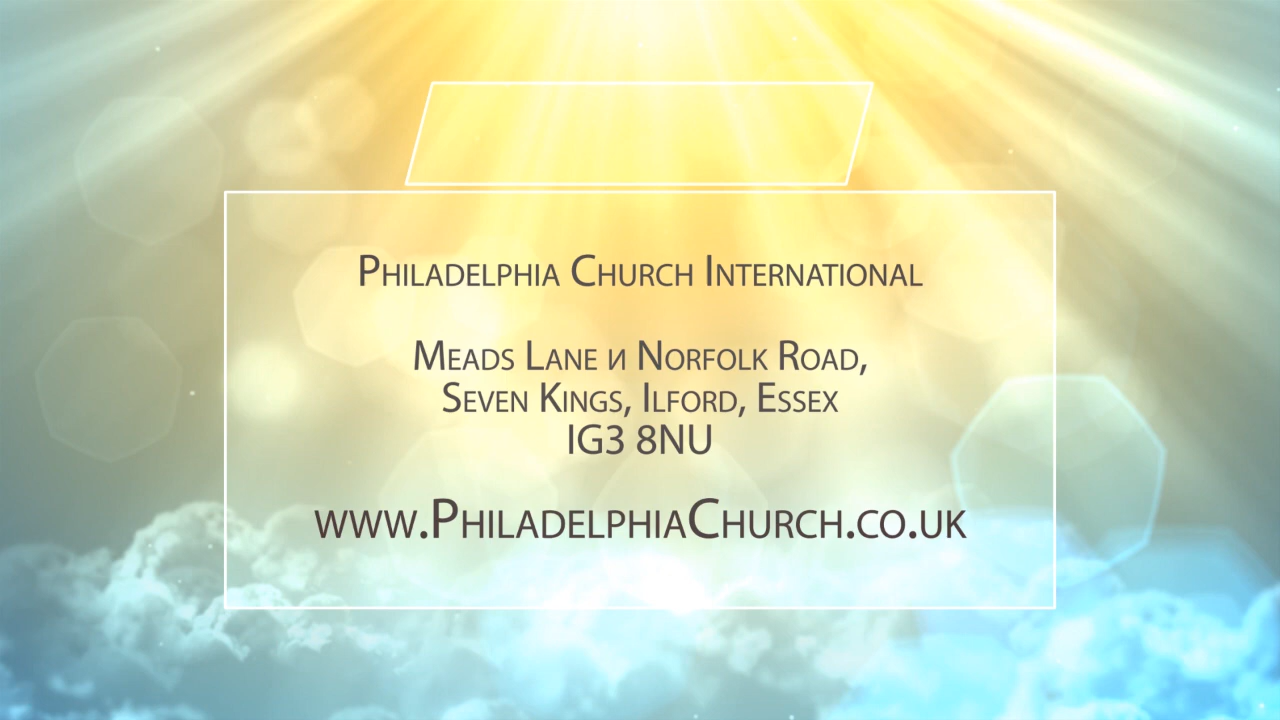 Philadelphia Church International
Meads Lane и Norfolk Road,
Seven Kings, Ilford, Essex
IG3 8NU
www.PhiladelphiaChurch.co.uk